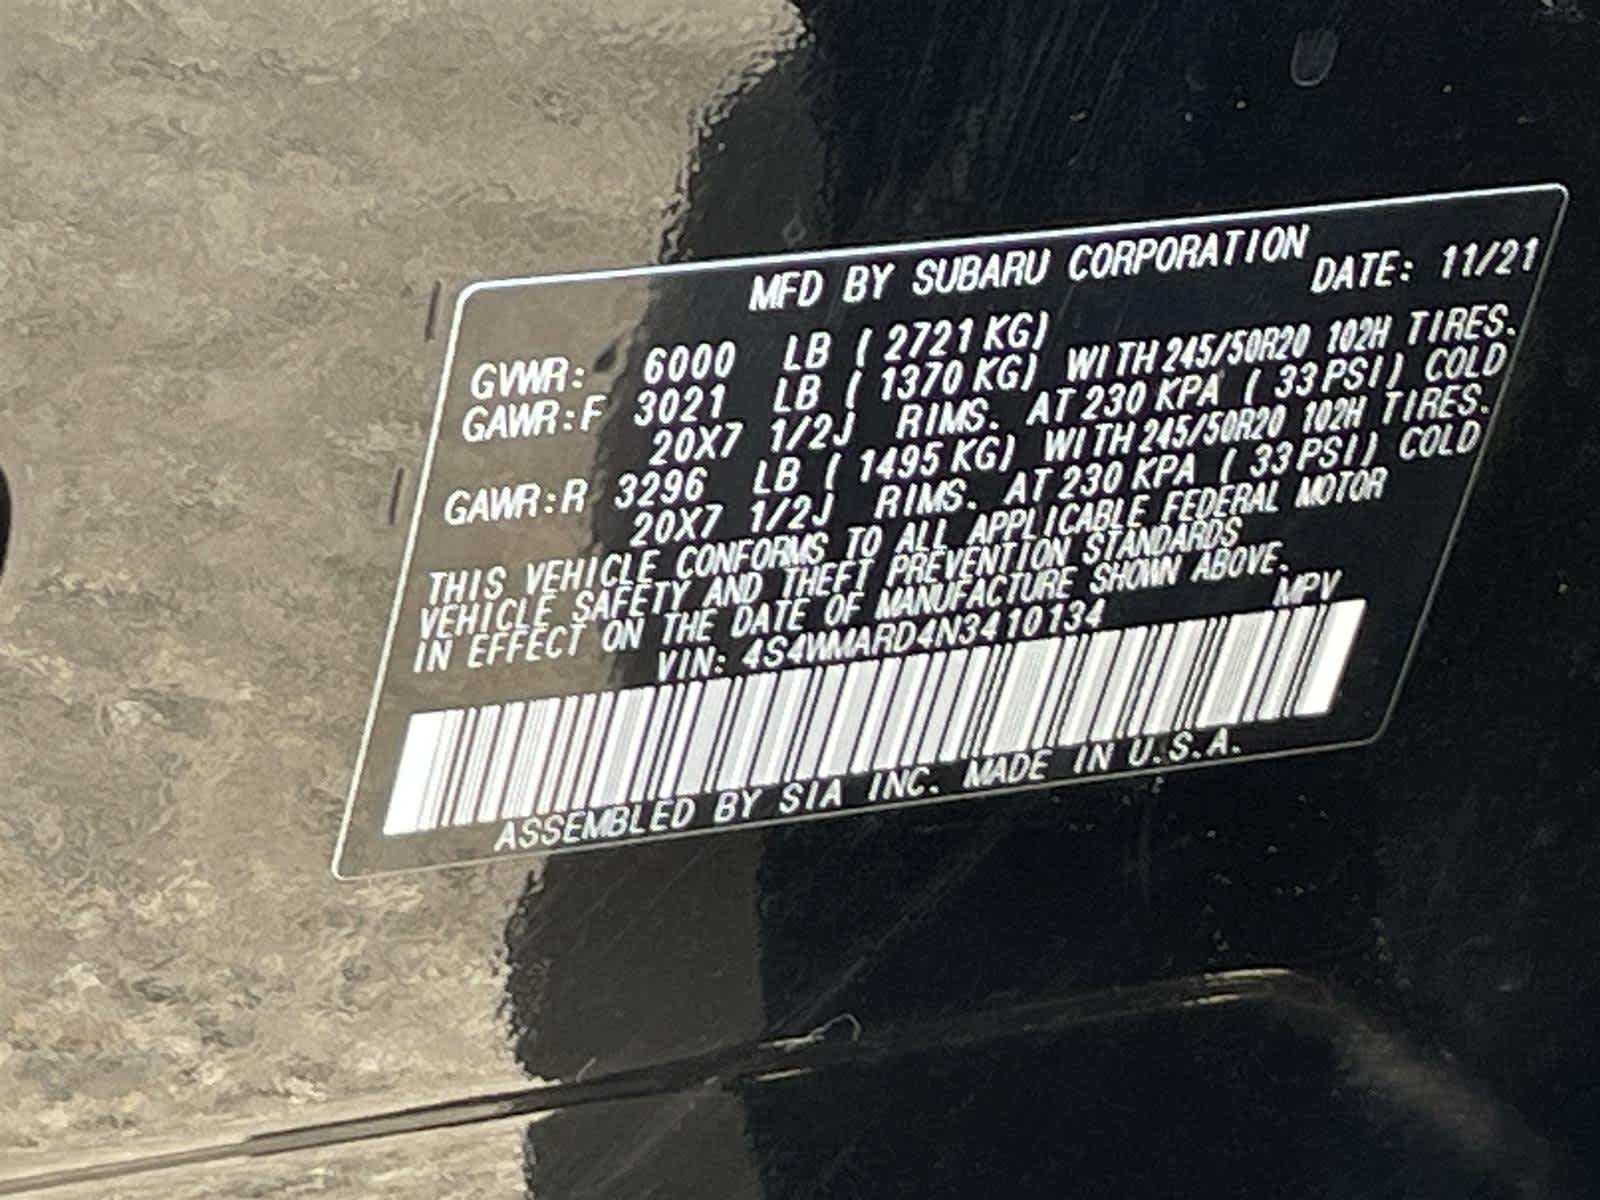 MFD BY SUBARU CORPORATION
DATE: 11/21
GVWR: 6000 LB ( 2721 KG)
GAWR:F 3021 LB ( 1370 KG) WITH 245/50R20 102H TIRES.
20X7 1/2J RIMS. AT 230 KPA ( 33 PSI) COLD
GAWR:R 3296 LB ( 1495 KG) WITH 245/50R20 102H TIRES.
20X7 1/2J RIMS. AT 230 KPA ( 33 PSI) COLD
THIS VEHICLE CONFORMS TO ALL APPLICABLE FEDERAL MOTOR
VEHICLE SAFETY AND THEFT PREVENTION STANDARDS
IN EFFECT ON THE DATE OF MANUFACTURE SHOWN ABOVE.
VIN: 4S4WMARD4N3410134 MPV
ASSEMBLED BY SIA INC. MADE IN U.S.A.